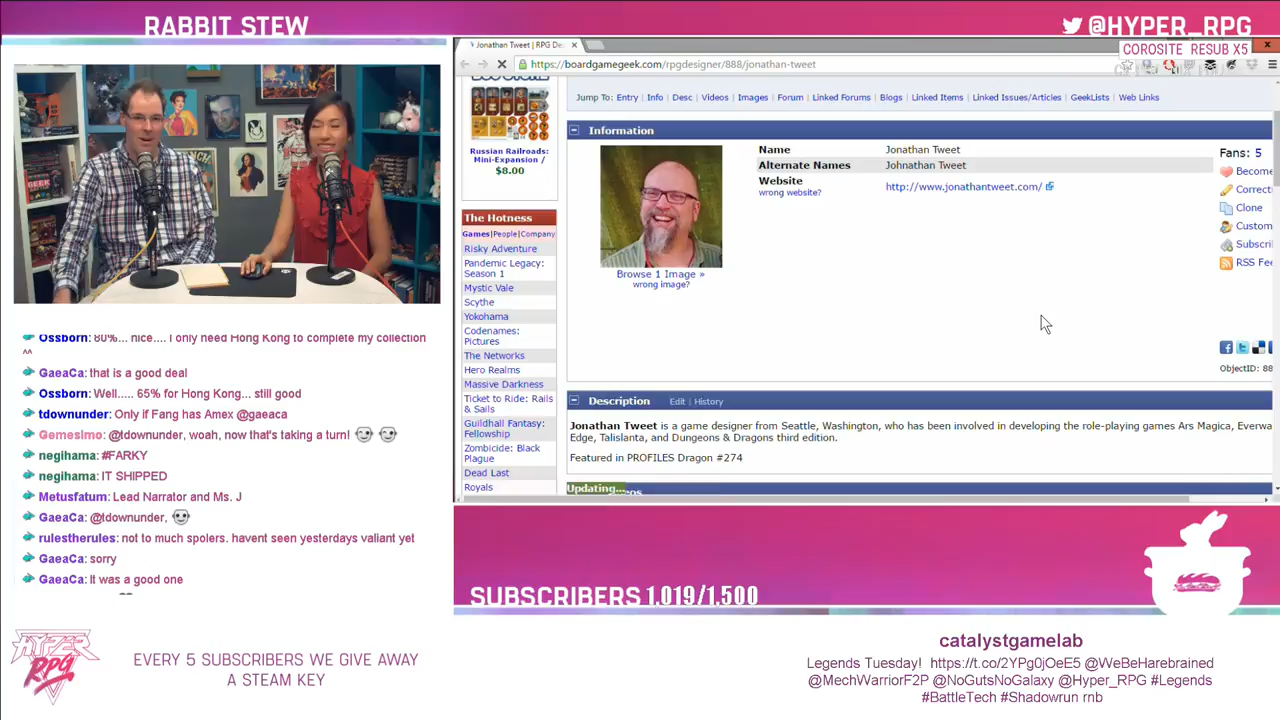 RABBIT STEW
@HYPER_RPG
COROSITE RESUB X5
Jonathan Tweet | RPG De
https://boardgamegeek.com/rpgdesigner/888/jonathan-tweet
Jump To: Entry | Info | Desc | Videos | Images | Forum | Linked Forums | Blogs | Linked Items | Linked Issues/Articles | GeekLists | Web Links
Russian Railroads:
Mini-Expansion /
$8.00
The Hotness
Games|People|Company
Risky Adventure
Pandemic Legacy:
Season 1
Mystic Vale
Scythe
Yokohama
Codenames:
Pictures
The Networks
Hero Realms
Massive Darkness
Ticket to Ride: Rails
& Sails
Guildhall Fantasy:
Fellowship
Zombicide: Black
Plague
Dead Last
Royals
Information
Name Jonathan Tweet
Alternate Names Johnathan Tweet
Website http://www.jonathantweet.com/
wrong website?
Browse 1 Image »
wrong image?
Fans: 5
Become
Correcti
Clone
Custom
Subscri
RSS Fee
ObjectID: 88
Description Edit | History
Jonathan Tweet is a game designer from Seattle, Washington, who has been involved in developing the role-playing games Ars Magica, Everwa
Edge, Talislanta, and Dungeons & Dragons third edition.
Featured in PROFILES Dragon #274
Updating...
Ossborn: 80%... nice.... I only need Hong Kong to complete my collection
^^
GaeaCa: that is a good deal
Ossborn: Well..... 65% for Hong Kong... still good
tdownunder: Only if Fang has Amex @gaeaca
Gemesimo: @tdownunder, woah, now that's taking a turn!
negihama: #FARKY
negihama: IT SHIPPED
Metusfatum: Lead Narrator and Ms. J
GaeaCa: @tdownunder,
rulestherules: not to much spolers. havent seen yesterdays valiant yet
GaeaCa: sorry
GaeaCa: It was a good one
SUBSCRIBERS 1,019/1,500
HYPER
RPG
EVERY 5 SUBSCRIBERS WE GIVE AWAY
A STEAM KEY
catalystgamelab
Legends Tuesday! https://t.co/2YPg0jOeE5 @WeBeHarebrained
@MechWarriorF2P @NoGutsNoGalaxy @Hyper_RPG #Legends
#BattleTech #Shadowrun rnb